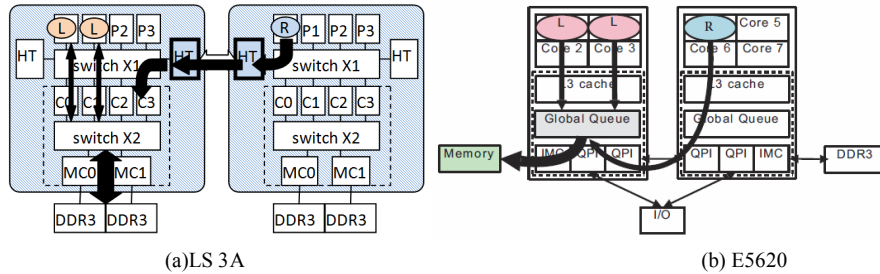 L L P2 P3
HT switch X1 HT
C0 C1 C2 C3
switch X2
MC0 MC1
DDR3 DDR3
R P1 P2 P3
HT switch X1 HT
C0 C1 C2 C3
switch X2
MC0 MC1
DDR3 DDR3
(a)LS 3A
L L
Core 2 Core 3
L3 cache
Global Queue
Memory
IMC QPI QPI
R Core 5
Core 6 Core 7
L3 cache
Global Queue
QPI QPI IMC
DDR3
I/O
(b) E5620